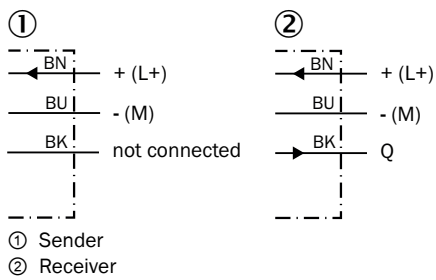 ① ②
BN + (L+) BN + (L+)
BU - (M) BU - (M)
BK not connected BK Q
① Sender
② Receiver